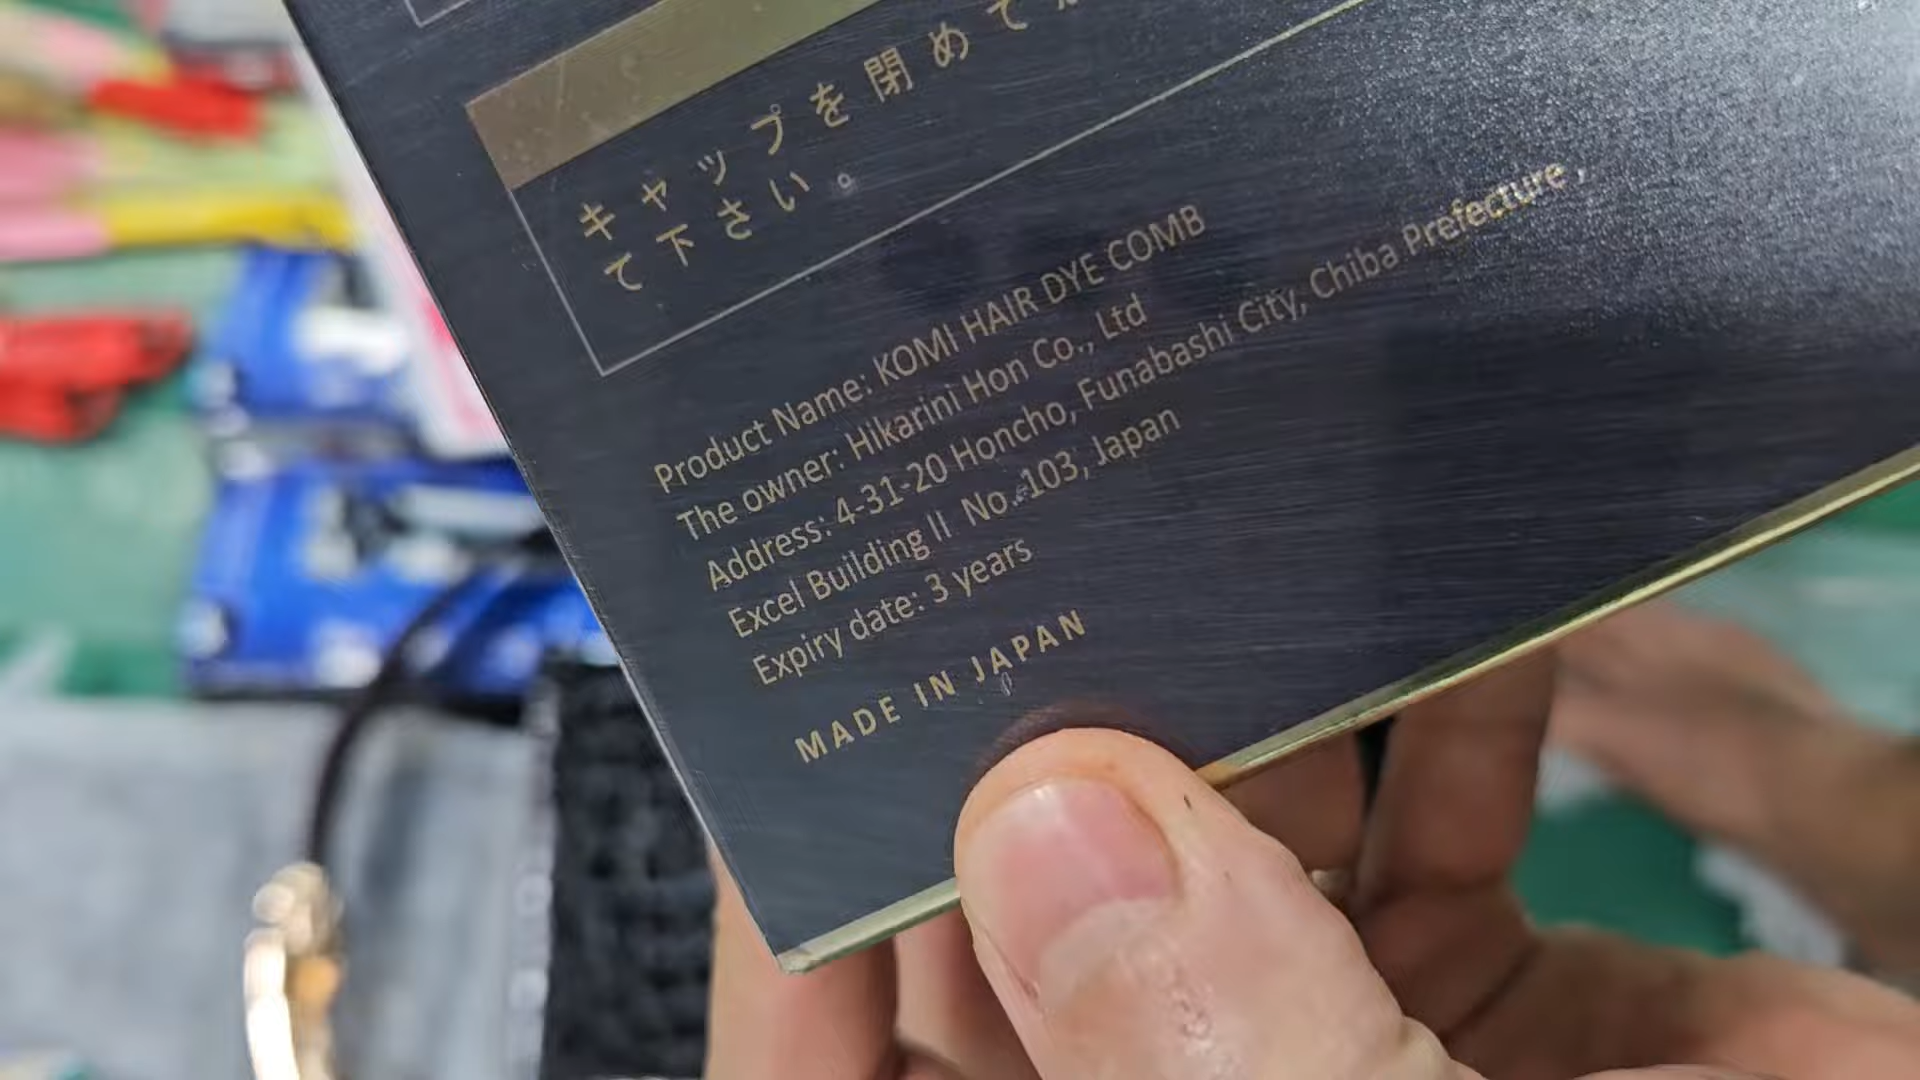 キャップを閉めて
て下さい。
Product Name: KOMI HAIR DYE COMB
The owner: Hikarini Hon Co., Ltd
Address: 4-31-20 Honcho, Funabashi City, Chiba Prefecture ,
Excel Building II No. 103, Japan
Expiry date: 3 years
MADE IN JAPAN